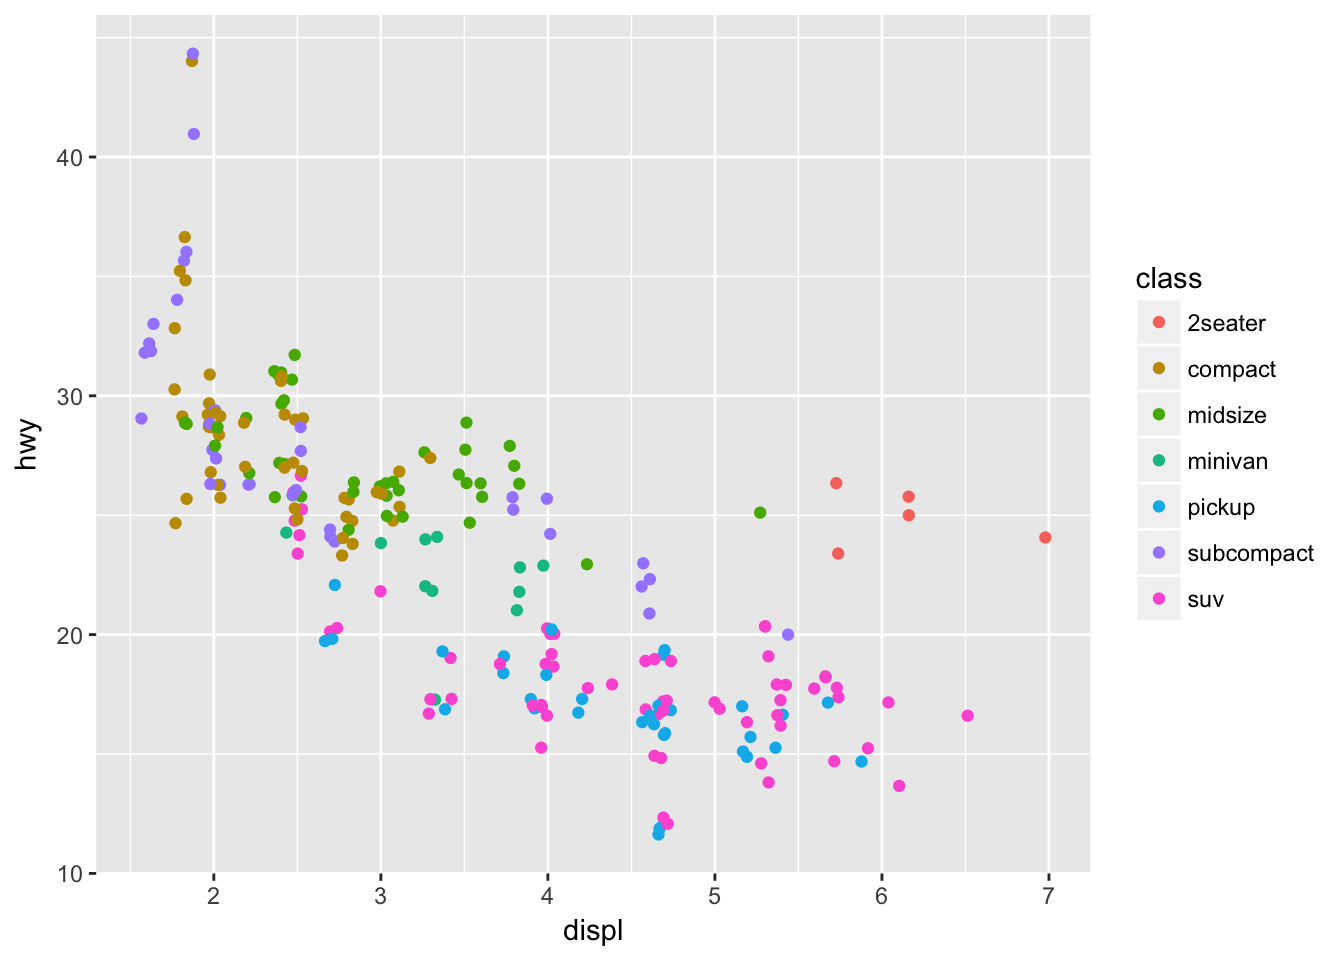 hwy
40
30
20
10
2 3 4 5 6 7
displ
class
2seater
compact
midsize
minivan
pickup
subcompact
suv